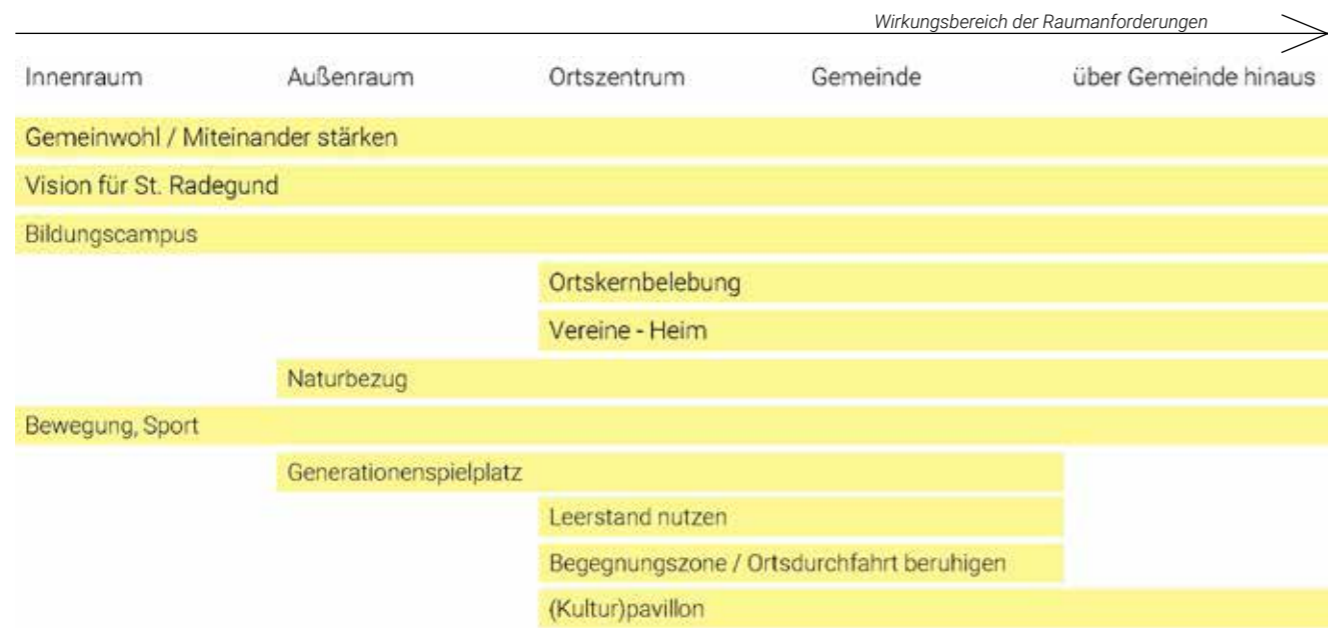 Wirkungsbereich der Raumanforderungen
Innenraum Außenraum Ortszentrum Gemeinde über Gemeinde hinaus
Gemeinwohl / Miteinander stärken
Vision für St. Radegund
Bildungscampus
Ortskernbelebung
Vereine - Heim
Naturbezug
Bewegung, Sport
Generationenspielplatz
Leerstand nutzen
Begegnungszone / Ortsdurchfahrt beruhigen
(Kultur)pavillon